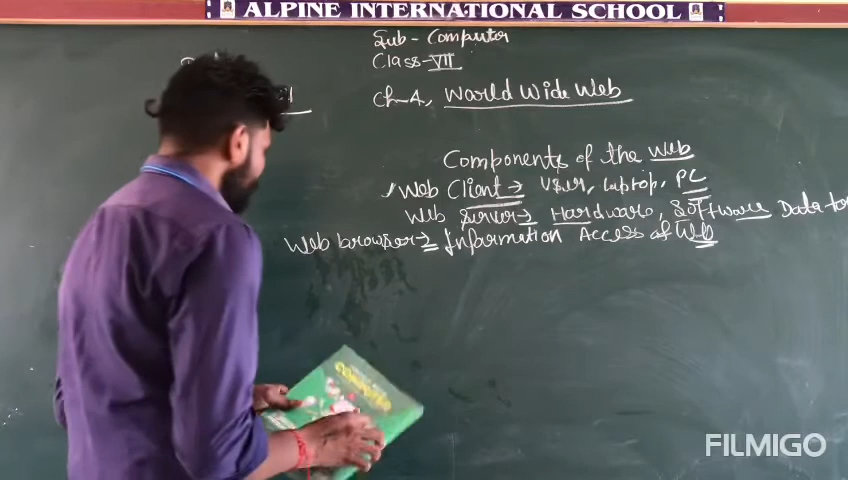 ALPINE INTERNATIONAL SCHOOL
Sub - Computer
Class - VII
Ch-4, World Wide Web
Components of the Web
Web Client → User, Laptop, PC
Web Server → Hardware, Software Data
Web browser → Information Access of Web
FILMIGO